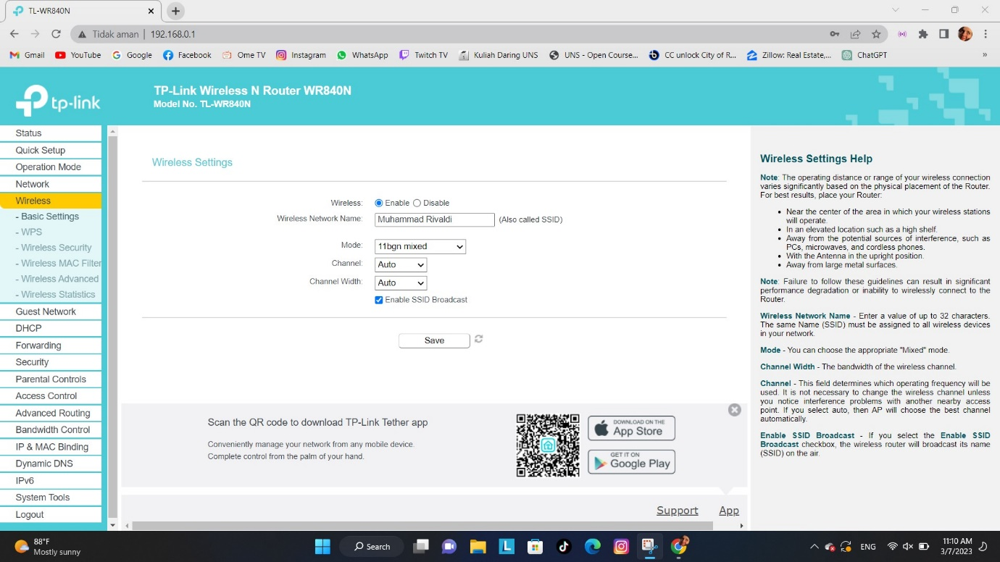 TL-WR840N
Tidak aman | 192.168.0.1
Gmail YouTube Google Facebook Ome TV Instagram WhatsApp Twitch TV Kuliah Daring UNS UNS - Open Course... CC unlock City of R... Zillow: Real Estate,... ChatGPT »
tp-link
TP-Link Wireless N Router WR840N
Model No. TL-WR840N
Status
Quick Setup
Operation Mode
Network
Wireless
- Basic Settings
- WPS
- Wireless Security
- Wireless MAC Filter
- Wireless Advanced
- Wireless Statistics
Guest Network
DHCP
Forwarding
Security
Parental Controls
Access Control
Advanced Routing
Bandwidth Control
IP & MAC Binding
Dynamic DNS
IPv6
System Tools
Logout
Wireless Settings
Wireless: Enable Disable
Wireless Network Name: Muhammad Rivaldi (Also called SSID)
Mode: 11bgn mixed
Channel: Auto
Channel Width: Auto
Enable SSID Broadcast
Save
Scan the QR code to download TP-Link Tether app
Conveniently manage your network from any mobile device.
Complete control from the palm of your hand.
DOWNLOAD ON THE
App Store
GET IT ON
Google Play
Support App
Wireless Settings Help
Note: The operating distance or range of your wireless connection
varies significantly based on the physical placement of the Router.
For best results, place your Router:
• Near the center of the area in which your wireless stations
will operate.
• In an elevated location such as a high shelf.
• Away from the potential sources of interference, such as
PCs, microwaves, and cordless phones.
• With the Antenna in the upright position.
• Away from large metal surfaces.
Note: Failure to follow these guidelines can result in significant
performance degradation or inability to wirelessly connect to the
Router.
Wireless Network Name - Enter a value of up to 32 characters.
The same Name (SSID) must be assigned to all wireless devices
in your network.
Mode - You can choose the appropriate "Mixed" mode.
Channel Width - The bandwidth of the wireless channel.
Channel - This field determines which operating frequency will be
used. It is not necessary to change the wireless channel unless
you notice interference problems with another nearby access
point. If you select auto, then AP will choose the best channel
automatically.
Enable SSID Broadcast - If you select the Enable SSID
Broadcast checkbox, the wireless router will broadcast its name
(SSID) on the air.
88°F
Mostly sunny
Search
ENG
11:10 AM
3/7/2023